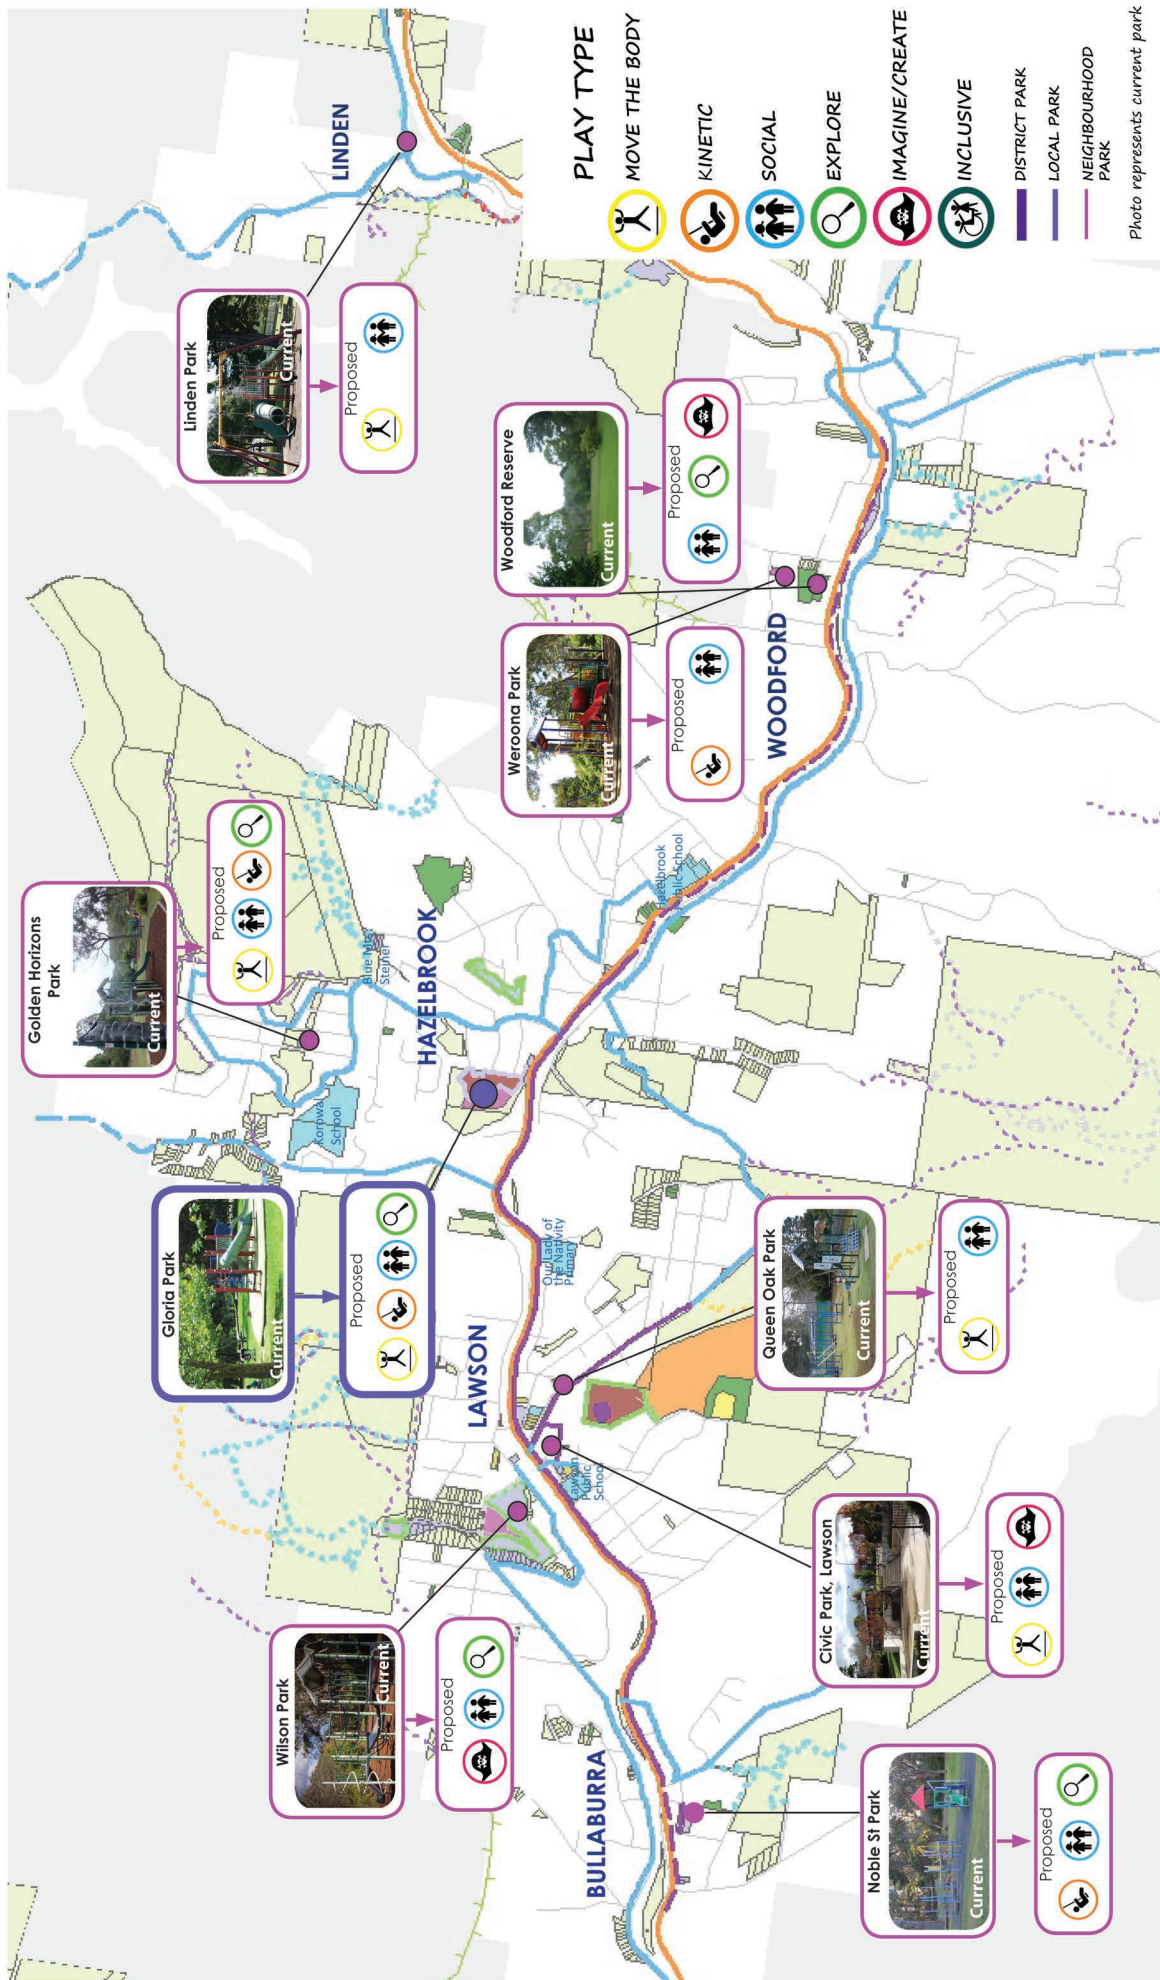 LINDEN
Linden Park
Current
Proposed
Woodford Reserve
Current
Proposed
Weroona Park
Current
Proposed
WOODFORD
Golden Horizons
Park
Current
Proposed
HAZELBROOK
Blue Mts
Steiner
Hazelbrook
Public School
Korowal
School
Gloria Park
Current
Proposed
LAWSON
Our Lady of
the Nativity
Primary
Queen Oak Park
Current
Proposed
Lawson
Public
School
Civic Park, Lawson
Current
Proposed
Wilson Park
Current
Proposed
BULLABURRA
Noble St Park
Current
Proposed
PLAY TYPE
MOVE THE BODY
KINETIC
SOCIAL
EXPLORE
IMAGINE/CREATE
INCLUSIVE
DISTRICT PARK
LOCAL PARK
NEIGHBOURHOOD
PARK
Photo represents current park